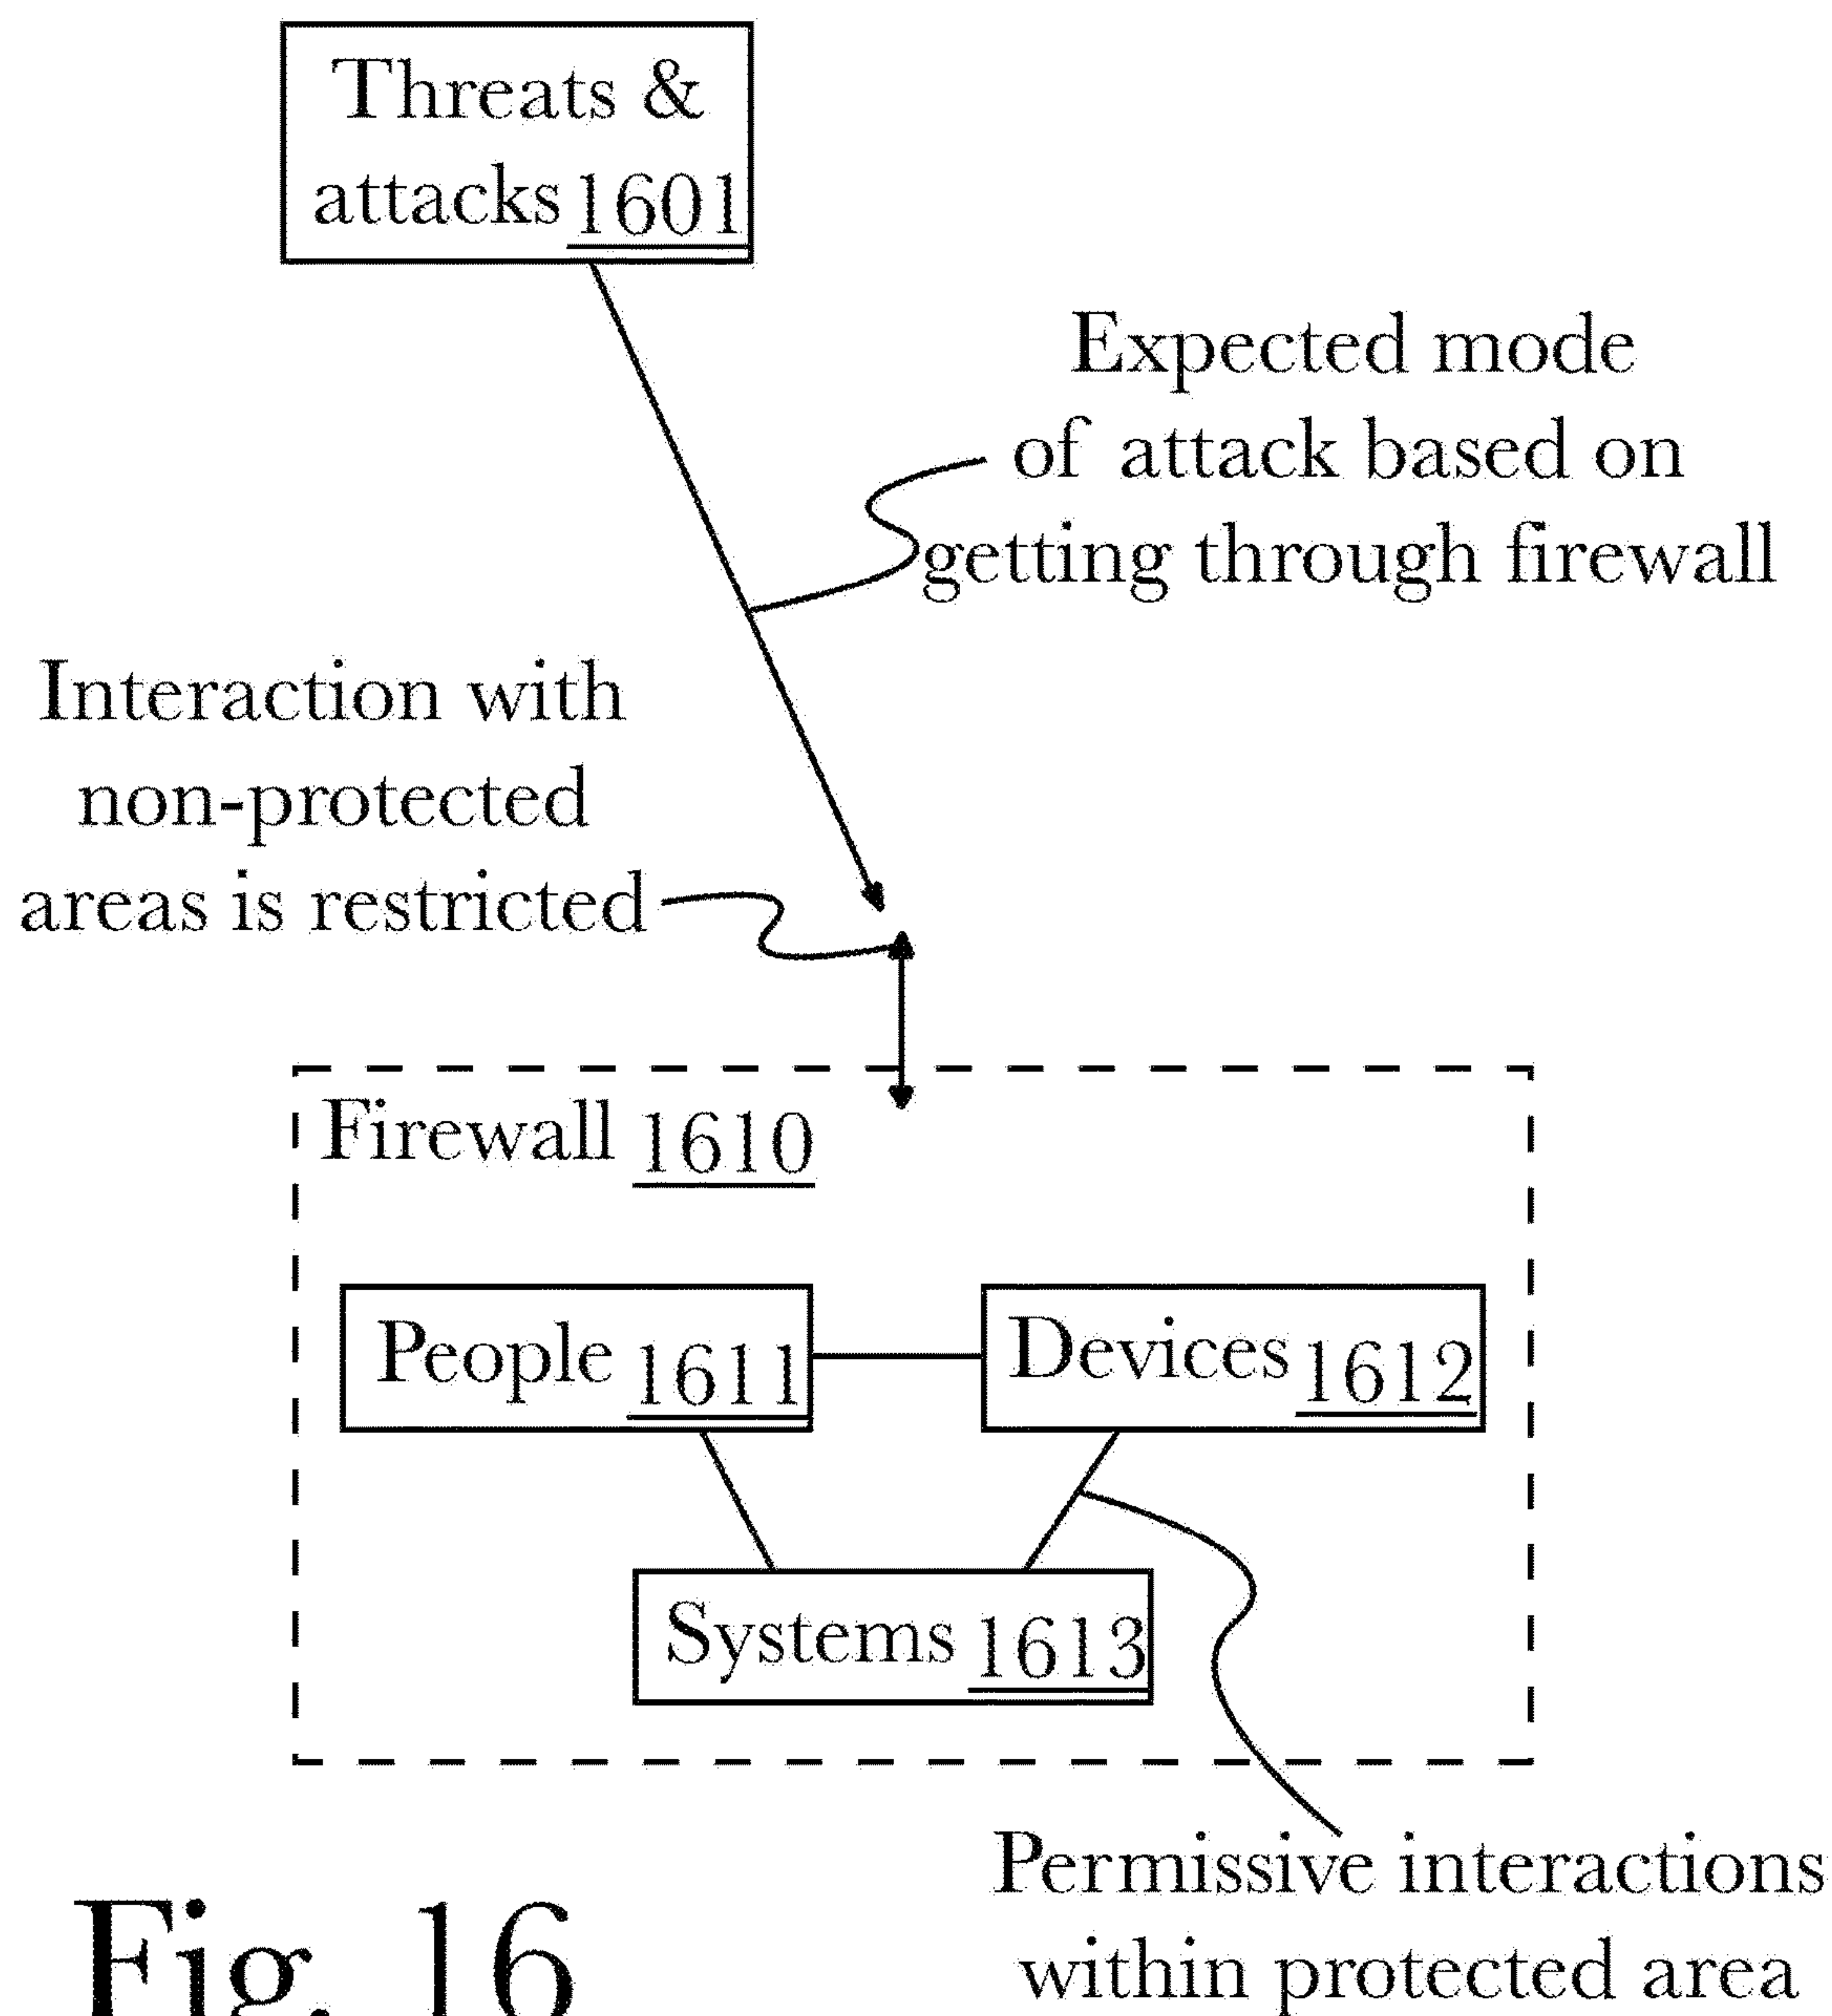 Threats &
attacks 1601
Expected mode
of attack based on
getting through firewall
Interaction with
non-protected
areas is restricted
Firewall 1610
People 1611
Devices 1612
Systems 1613
Permissive interactions
within protected area
Fig. 16